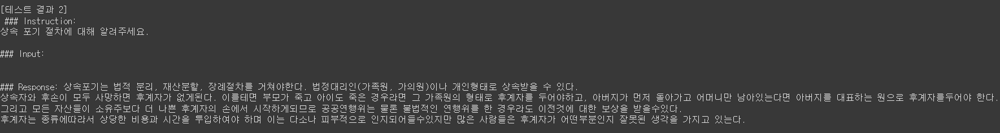 [테스트 결과 2]
### Instruction:
상속 포기 절차에 대해 알려주세요.
### Input:
### Response: 상속포기는 법적 분리, 재산분할, 장례절차를 거쳐야한다. 법정대리인(가족원, 가의원)이나 개인형태로 상속받을 수 있다.
상속자와 후손이 모두 사망하면 후계자가 없게된다. 이를테면 부모가 죽고 아이도 죽은 경우라면 그 가족원의 형태로 후계자를 두어야하고, 아버지가 먼저 돌아가고 어머니만 남아있는다면 아버지를 대표하는 원으로 후계자를두어야 한다.
그리고 모든 자산들이 소유주보다 더 나쁜 후계자의 손에서 시작하게되므로 공공연행위는 물론 불법적인 연행위를 한 경우라도 이전것에 대한 보상을 받을수있다.
후계자는 종류에따라서 상당한 비용과 시간을 투입하여야 하며 이는 다소나 피부적으로 인지되어들수있지만 많은 사람들은 후계자가 어떤부분인지 잘못된 생각을 가지고 있는다.